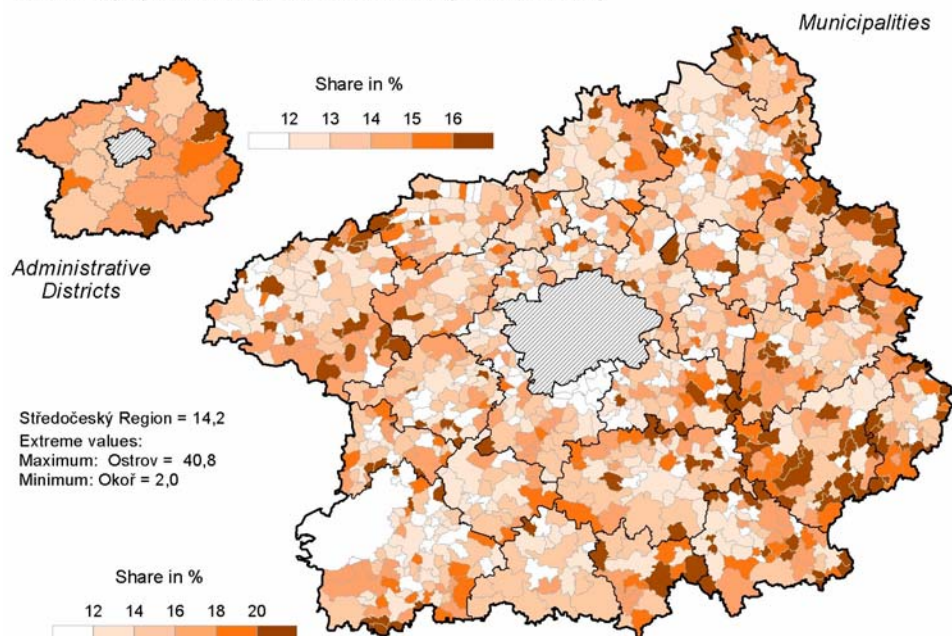 Municipalities
Share in %
12 13 14 15 16
Administrative
Districts
Středočeský Region = 14,2
Extreme values:
Maximum: Ostrov = 40,8
Minimum: Okoř = 2,0
Share in %
12 14 16 18 20